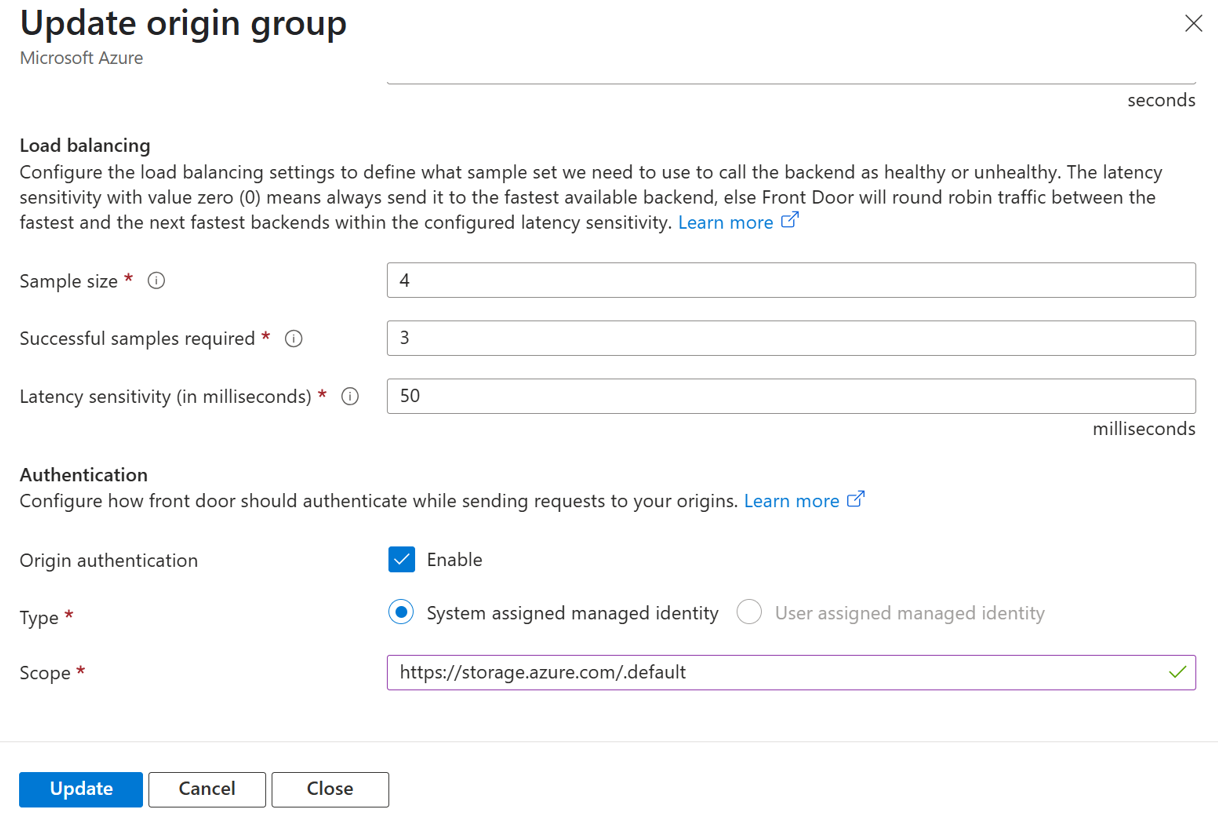 Update origin group
Microsoft Azure
seconds
Load balancing
Configure the load balancing settings to define what sample set we need to use to call the backend as healthy or unhealthy. The latency
sensitivity with value zero (0) means always send it to the fastest available backend, else Front Door will round robin traffic between the
fastest and the next fastest backends within the configured latency sensitivity. Learn more
Sample size *
4
Successful samples required *
3
Latency sensitivity (in milliseconds) *
50
milliseconds
Authentication
Configure how front door should authenticate while sending requests to your origins. Learn more
Origin authentication
Enable
Type *
System assigned managed identity
User assigned managed identity
Scope *
https://storage.azure.com/.default
Update
Cancel
Close